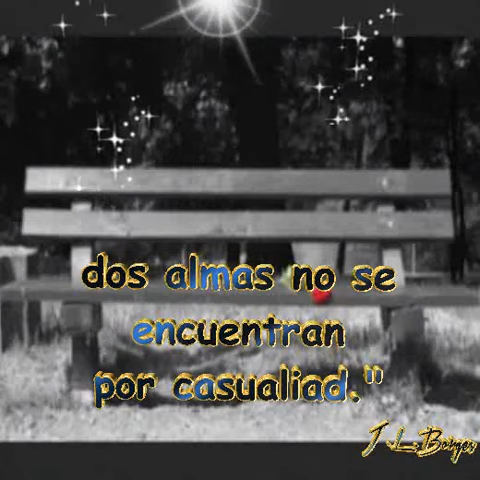 dos almas no se
encuentran
por casualiad."
J. L. Borges